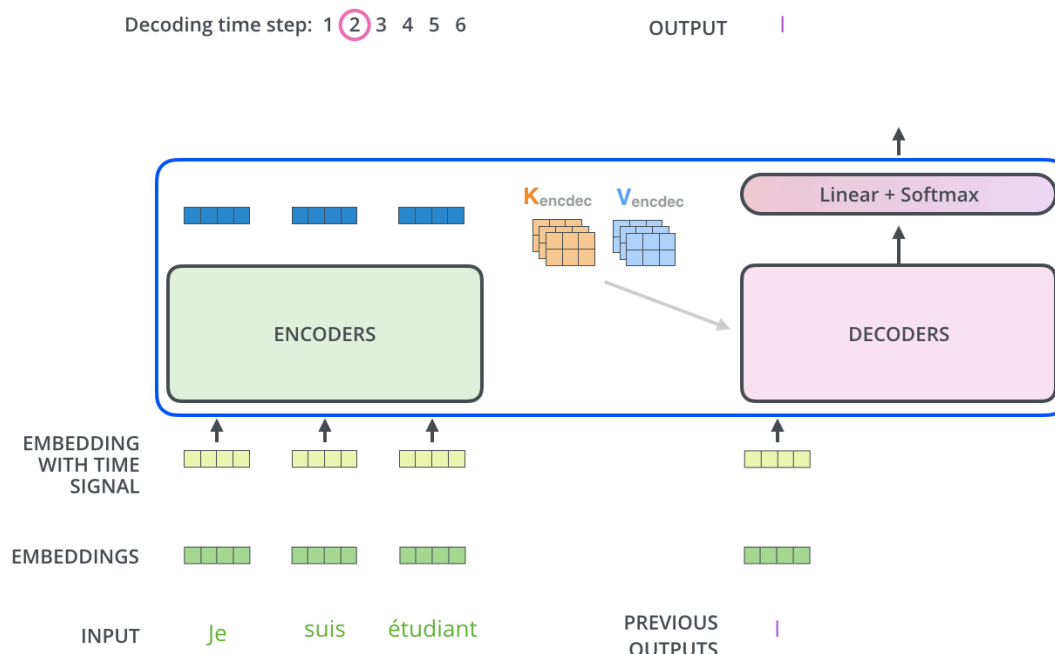 Decoding time step: 1 2 3 4 5 6
OUTPUT I
Kencdec
Vencdec
Linear + Softmax
ENCODERS
DECODERS
EMBEDDING
WITH TIME
SIGNAL
EMBEDDINGS
INPUT Je suis étudiant
PREVIOUS
OUTPUTS
I